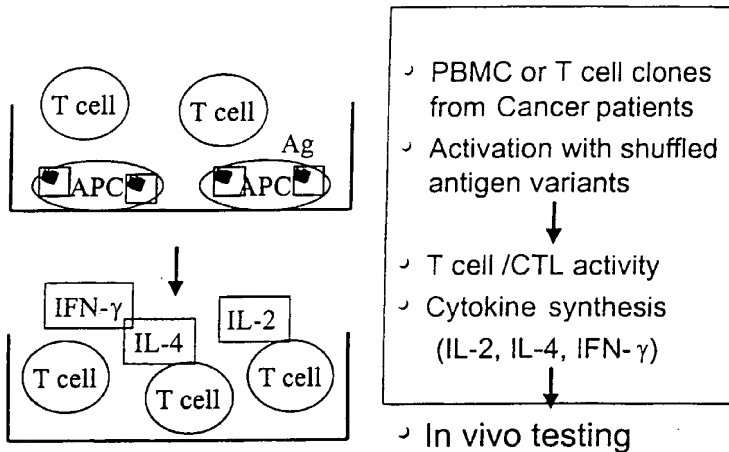 T cell
T cell
Ag
APC
APC
IFN-γ
IL-4
IL-2
T cell
T cell
T cell
PBMC or T cell clones
from Cancer patients
Activation with shuffled
antigen variants
T cell /CTL activity
Cytokine synthesis
(IL-2, IL-4, IFN- γ)
In vivo testing